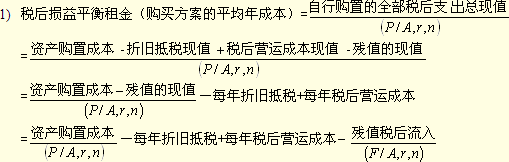 1) 税后损益平衡租金（购买方案的平均年成本）=自行购置的全部税后支出总现值/(P/A,r,n)
=资产购置成本 -折旧抵税现值 +税后营运成本现值 -残值的现值/(P/A,r,n)
=资产购置成本－残值的现值/(P/A,r,n) —每年折旧抵税+每年税后营运成本
=资产购置成本/(P/A,r,n) —每年折旧抵税+每年税后营运成本－残值税后流入/(F/A,r,n)